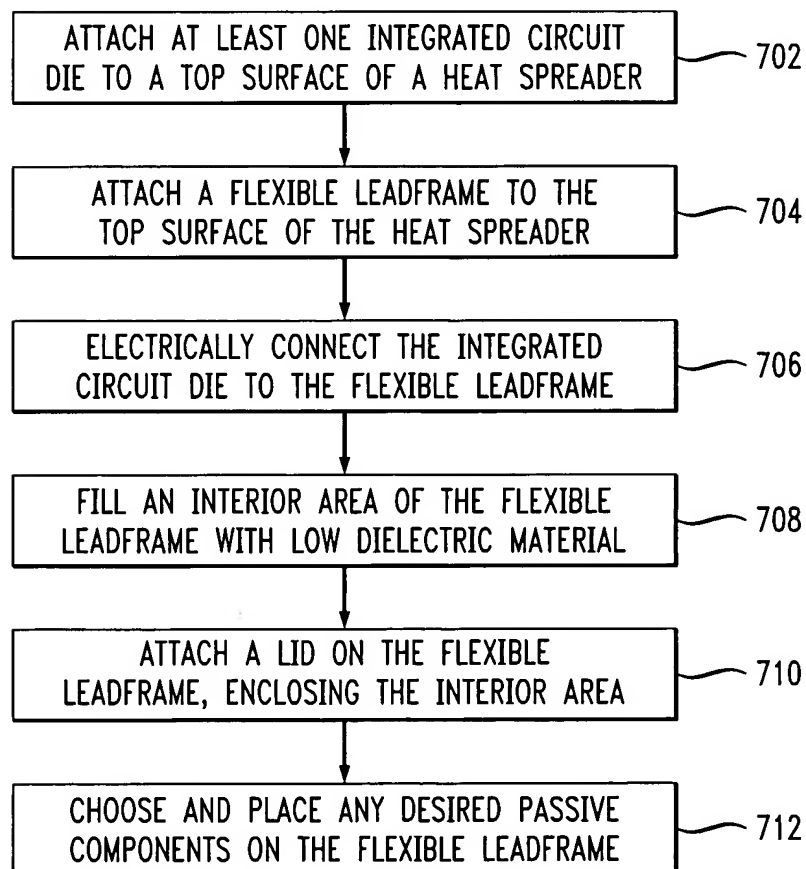 ATTACH AT LEAST ONE INTEGRATED CIRCUIT
DIE TO A TOP SURFACE OF A HEAT SPREADER
702
ATTACH A FLEXIBLE LEADFRAME TO THE
TOP SURFACE OF THE HEAT SPREADER
704
ELECTRICALLY CONNECT THE INTEGRATED
CIRCUIT DIE TO THE FLEXIBLE LEADFRAME
706
FILL AN INTERIOR AREA OF THE FLEXIBLE
LEADFRAME WITH LOW DIELECTRIC MATERIAL
708
ATTACH A LID ON THE FLEXIBLE
LEADFRAME, ENCLOSING THE INTERIOR AREA
710
CHOOSE AND PLACE ANY DESIRED PASSIVE
COMPONENTS ON THE FLEXIBLE LEADFRAME
712